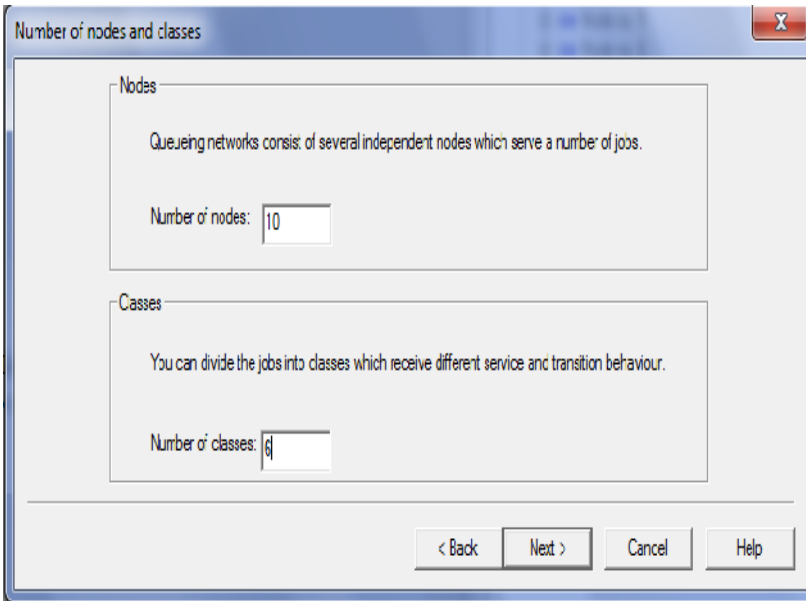 Number of nodes and classes
X
Nodes
Queueing networks consist of several independent nodes which serve a number of jobs.
Number of nodes: 10
Classes
You can divide the jobs into classes which receive different service and transition behaviour.
Number of classes: 6
< Back
Next >
Cancel
Help